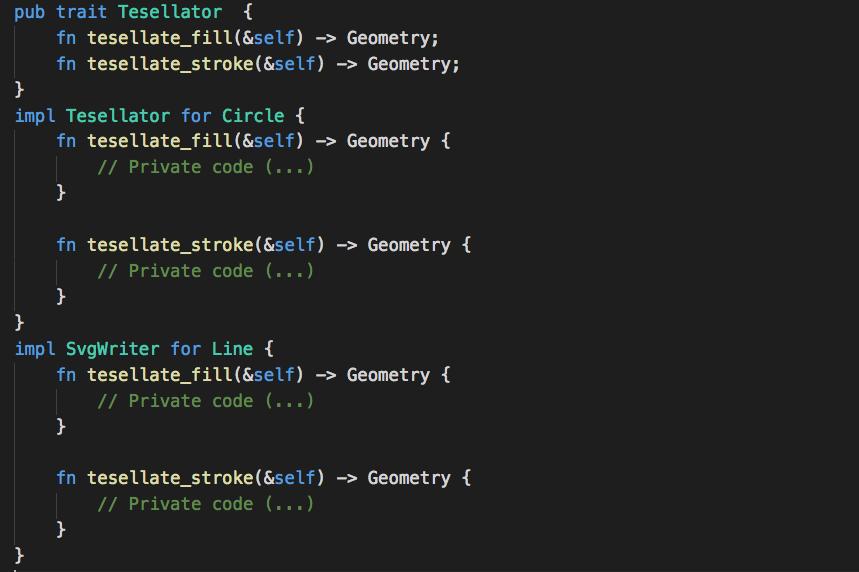 pub trait Tesellator  {
    fn tesellate_fill(&self) -> Geometry;
    fn tesellate_stroke(&self) -> Geometry;
}
impl Tesellator for Circle {
    fn tesellate_fill(&self) -> Geometry {
        // Private code (...)
    }

    fn tesellate_stroke(&self) -> Geometry {
        // Private code (...)
    }
}
impl SvgWriter for Line {
    fn tesellate_fill(&self) -> Geometry {
        // Private code (...)
    }

    fn tesellate_stroke(&self) -> Geometry {
        // Private code (...)
    }
}